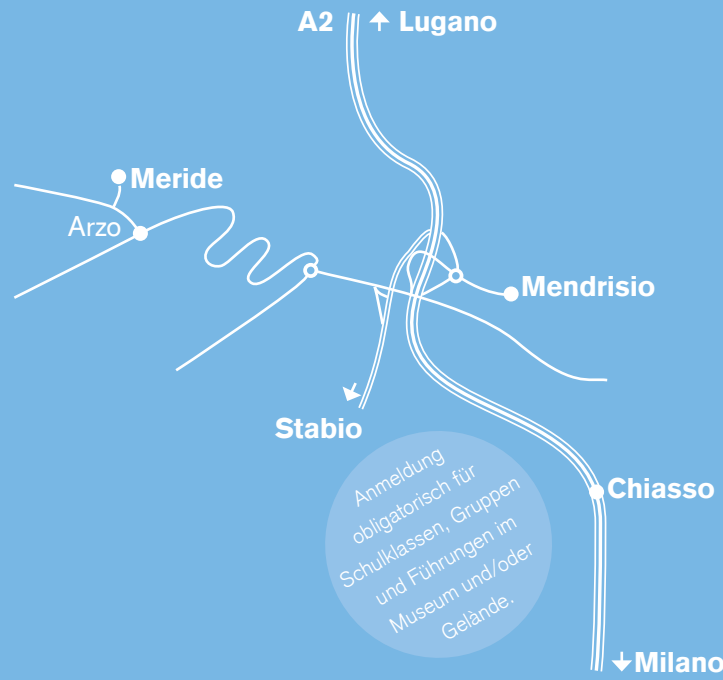 A2 Lugano
Meride
Arzo
Mendrisio
Stabio
Chiasso
Anmeldung
obligatorisch für
Schulklassen, Gruppen
und Führungen im
Museum und/oder
Gelànde.
Milano